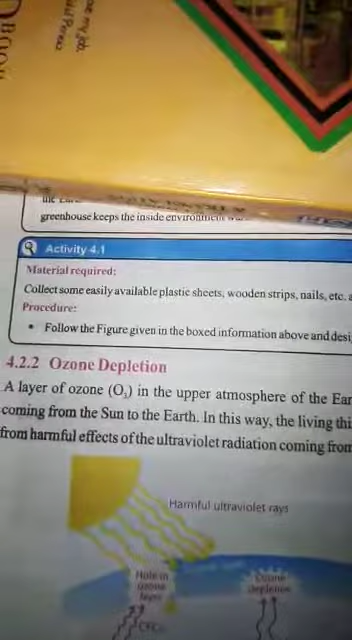 greenhouse keeps the inside environment
Activity 4.1
Material required:
Collect some easily available plastic sheets, wooden strips, nails, etc. a
Procedure:
• Follow the Figure given in the boxed information above and desi
4.2.2 Ozone Depletion
A layer of ozone (O₃) in the upper atmosphere of the Ear
coming from the Sun to the Earth. In this way, the living thi
from harmful effects of the ultraviolet radiation coming from
Harmful ultraviolet rays
Hole in
ozone
layer
Ozone
depletes
CFCs